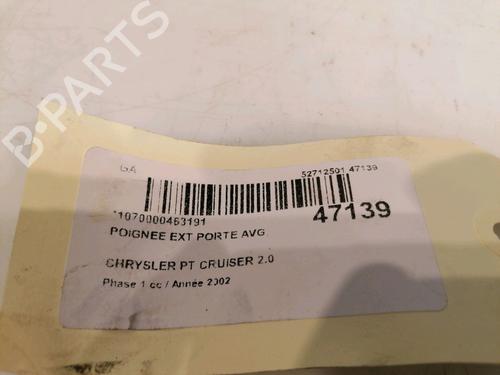 B-PARTS
GA
52712501 47139
*1070000463191
47139
POIGNEE EXT PORTE AVG
CHRYSLER PT CRUISER 2.0
Phase 1 cc / Année 2002